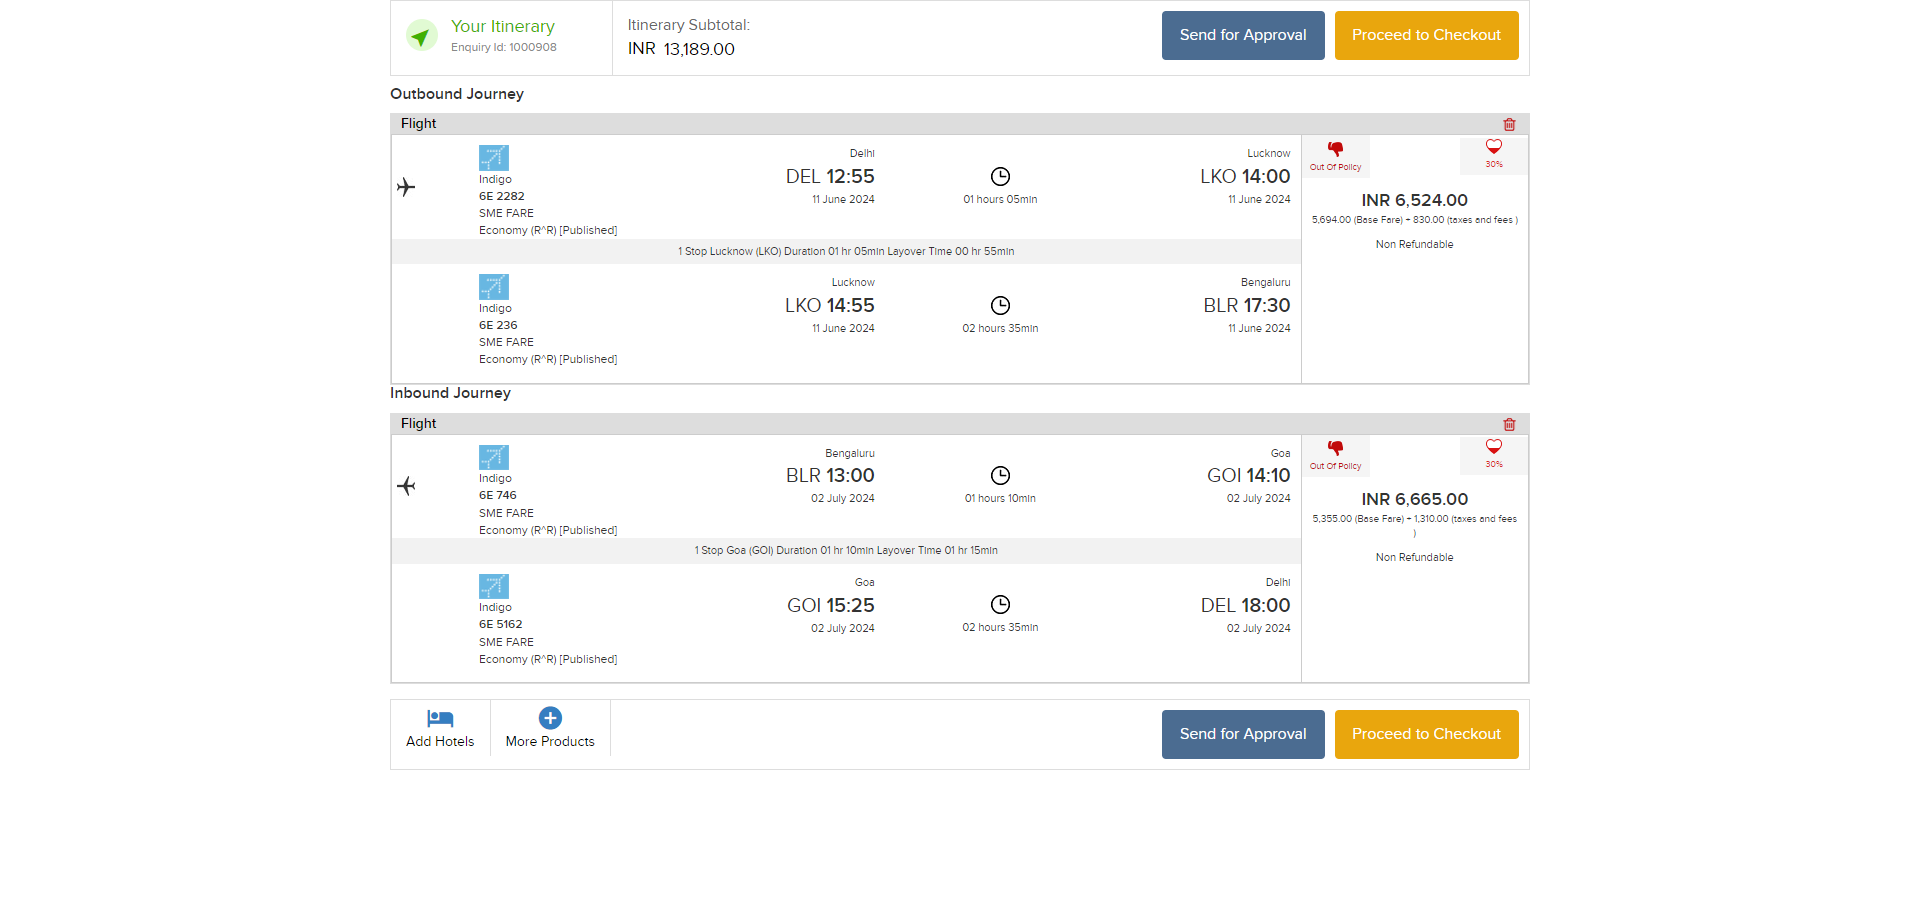 Your Itinerary
Enquiry Id: 1000908
Itinerary Subtotal:
INR 13,189.00
Send for Approval
Proceed to Checkout
Outbound Journey
Flight
Indigo
6E 2282
SME FARE
Economy (R^R) [Published]
Delhi
DEL 12:55
11 June 2024
01 hours 05min
Lucknow
LKO 14:00
11 June 2024
Out Of Policy
30%
INR 6,524.00
5,694.00 (Base Fare) + 830.00 (taxes and fees )
Non Refundable
1 Stop Lucknow (LKO) Duration 01 hr 05min Layover Time 00 hr 55min
Indigo
6E 236
SME FARE
Economy (R^R) [Published]
Lucknow
LKO 14:55
11 June 2024
02 hours 35min
Bengaluru
BLR 17:30
11 June 2024
Inbound Journey
Flight
Indigo
6E 746
SME FARE
Economy (R^R) [Published]
Bengaluru
BLR 13:00
02 July 2024
01 hours 10min
Goa
GOI 14:10
02 July 2024
Out Of Policy
30%
INR 6,665.00
5,355.00 (Base Fare) + 1,310.00 (taxes and fees
)
Non Refundable
1 Stop Goa (GOI) Duration 01 hr 10min Layover Time 01 hr 15min
Indigo
6E 5162
SME FARE
Economy (R^R) [Published]
Goa
GOI 15:25
02 July 2024
02 hours 35min
Delhi
DEL 18:00
02 July 2024
Add Hotels
More Products
Send for Approval
Proceed to Checkout